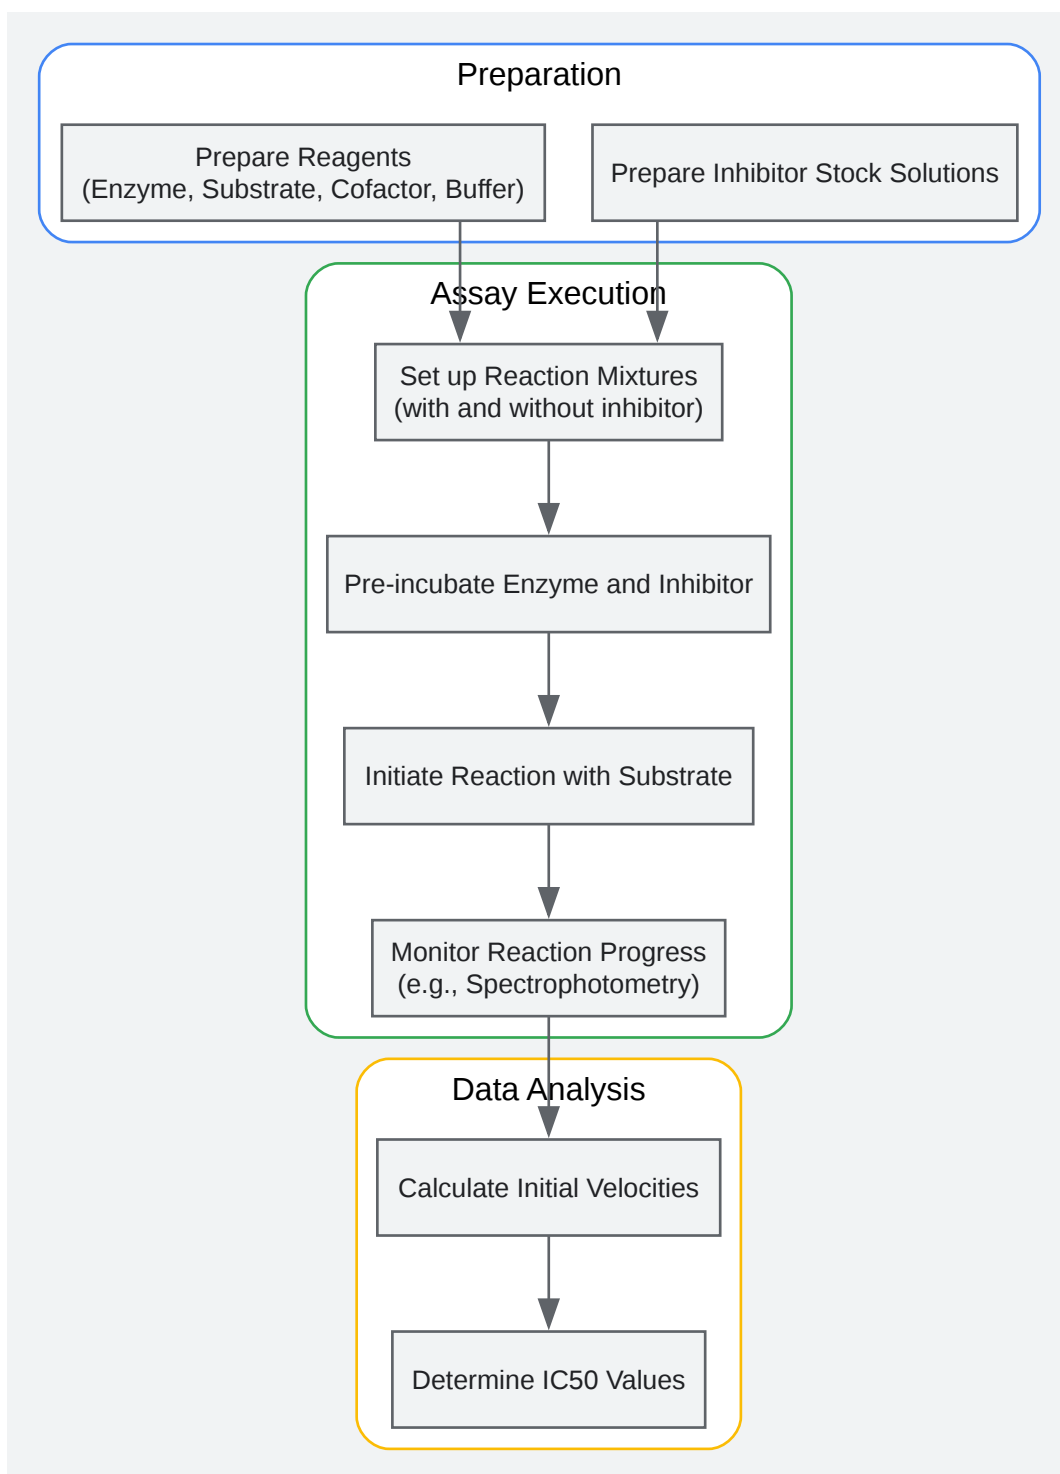 Preparation
Prepare Reagents
(Enzyme, Substrate, Cofactor, Buffer)
Prepare Inhibitor Stock Solutions
Assay Execution
Set up Reaction Mixtures
(with and without inhibitor)
Pre-incubate Enzyme and Inhibitor
Initiate Reaction with Substrate
Monitor Reaction Progress
(e.g., Spectrophotometry)
Data Analysis
Calculate Initial Velocities
Determine IC50 Values